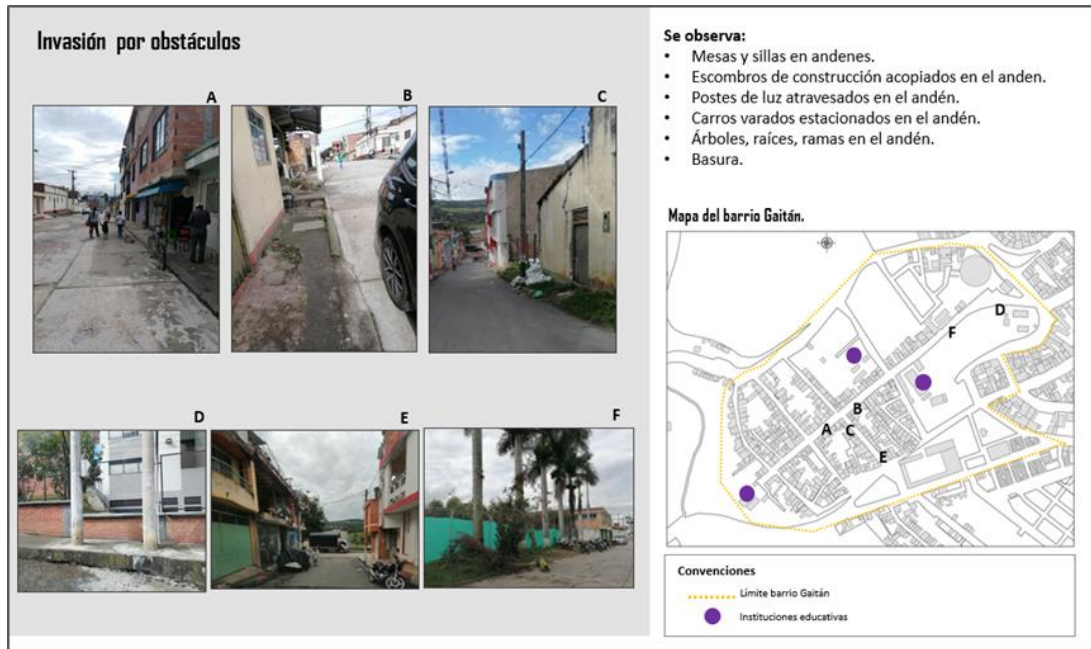 Invasión por obstáculos
A
B
C
D
E
F
Se observa:
• Mesas y sillas en andenes.
• Escombros de construcción acopiados en el anden.
• Postes de luz atravesados en el andén.
• Carros varados estacionados en el andén.
• Árboles, raíces, ramas en el andén.
• Basura.
Mapa del barrio Gaitán.
D
F
B
A
C
E
Convenciones
Límite barrio Gaitán
Instituciones educativas